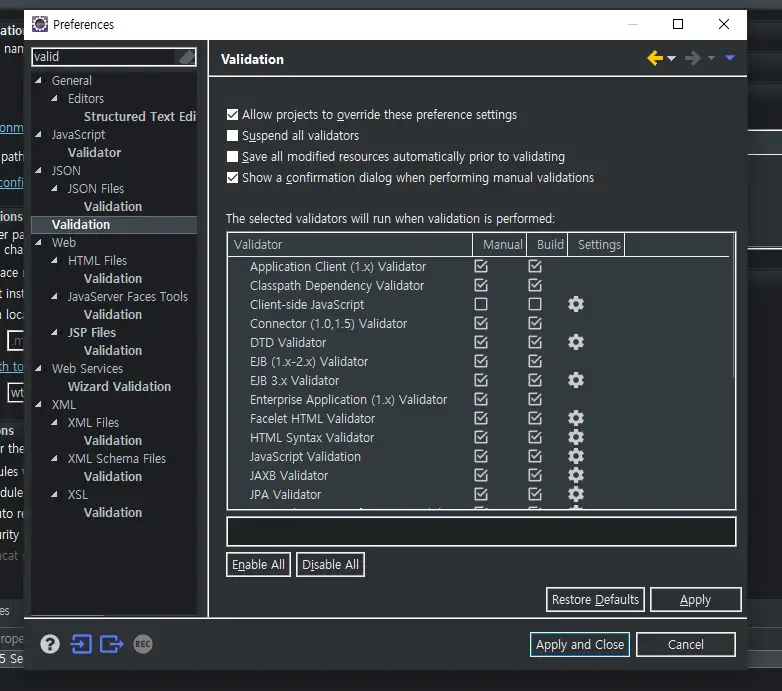 Preferences
valid
General
Editors
Structured Text Edi
JavaScript
Validator
JSON
JSON Files
Validation
Validation
Web
HTML Files
Validation
JavaServer Faces Tools
Validation
JSP Files
Validation
Web Services
Wizard Validation
XML
XML Files
Validation
XML Schema Files
Validation
XSL
Validation
Validation
Allow projects to override these preference settings
Suspend all validators
Save all modified resources automatically prior to validating
Show a confirmation dialog when performing manual validations
The selected validators will run when validation is performed:
Validator Manual Build Settings
Application Client (1.x) Validator
Classpath Dependency Validator
Client-side JavaScript
Connector (1.0,1.5) Validator
DTD Validator
EJB (1.x-2.x) Validator
EJB 3.x Validator
Enterprise Application (1.x) Validator
Facelet HTML Validator
HTML Syntax Validator
JavaScript Validation
JAXB Validator
JPA Validator
Enable All Disable All
Restore Defaults Apply
REC
Apply and Close Cancel